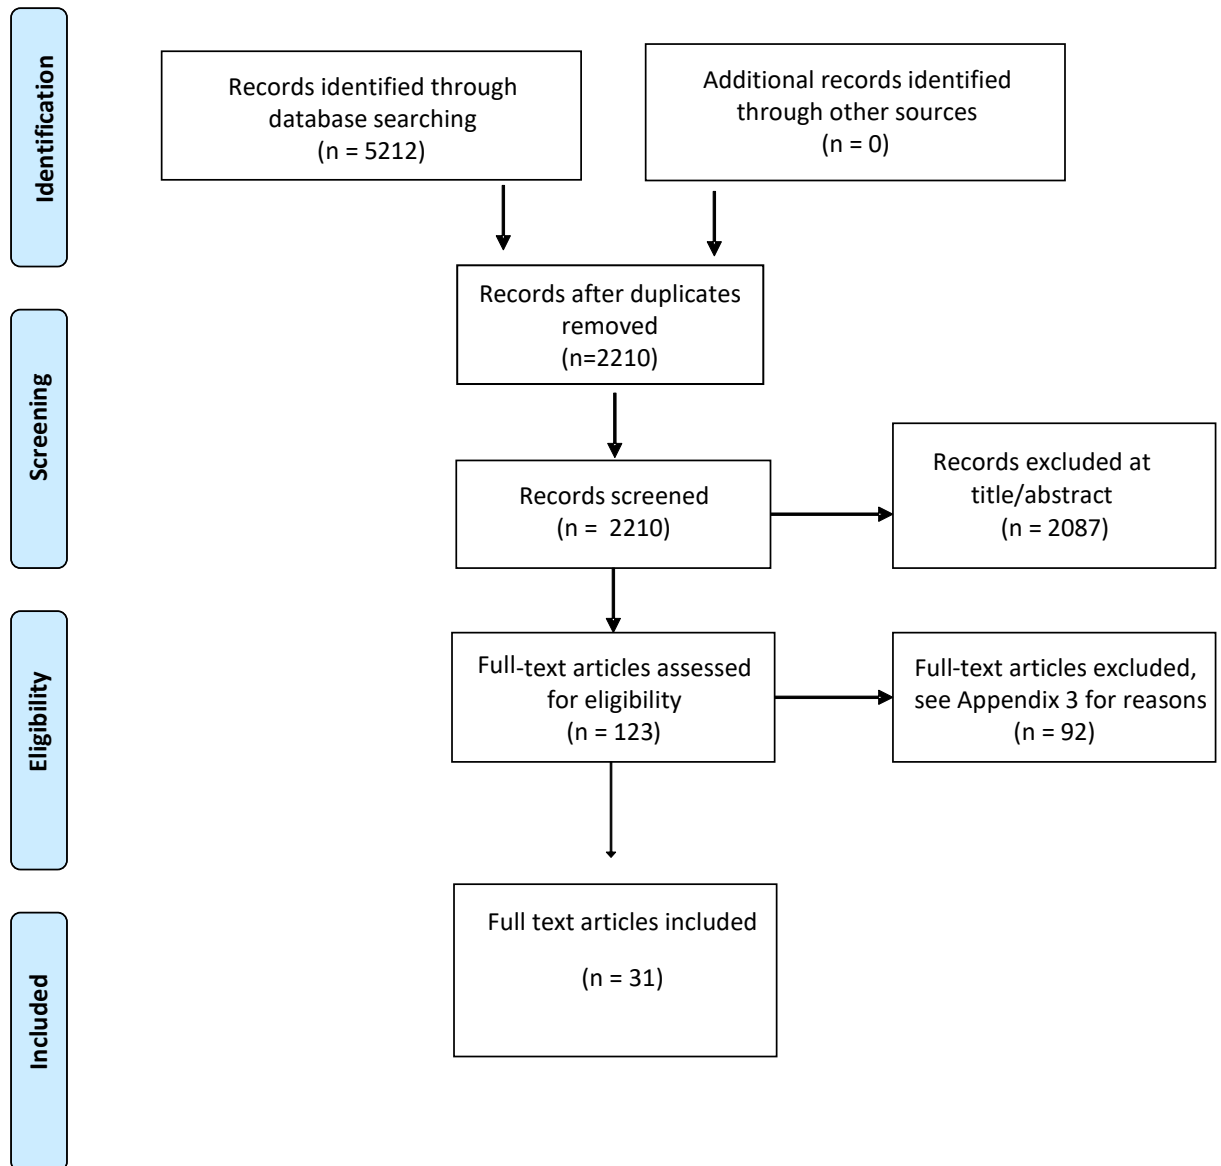 Identification
Records identified through
database searching
(n = 5212)
Additional records identified
through other sources
(n = 0)
Records after duplicates
removed
(n=2210)
Screening
Records screened
(n =  2210)
Records excluded at
title/abstract
(n = 2087)
Eligibility
Full-text articles assessed
for eligibility
(n = 123)
Full-text articles excluded,
see Appendix 3 for reasons
(n = 92)
Included
Full text articles included
(n = 31)